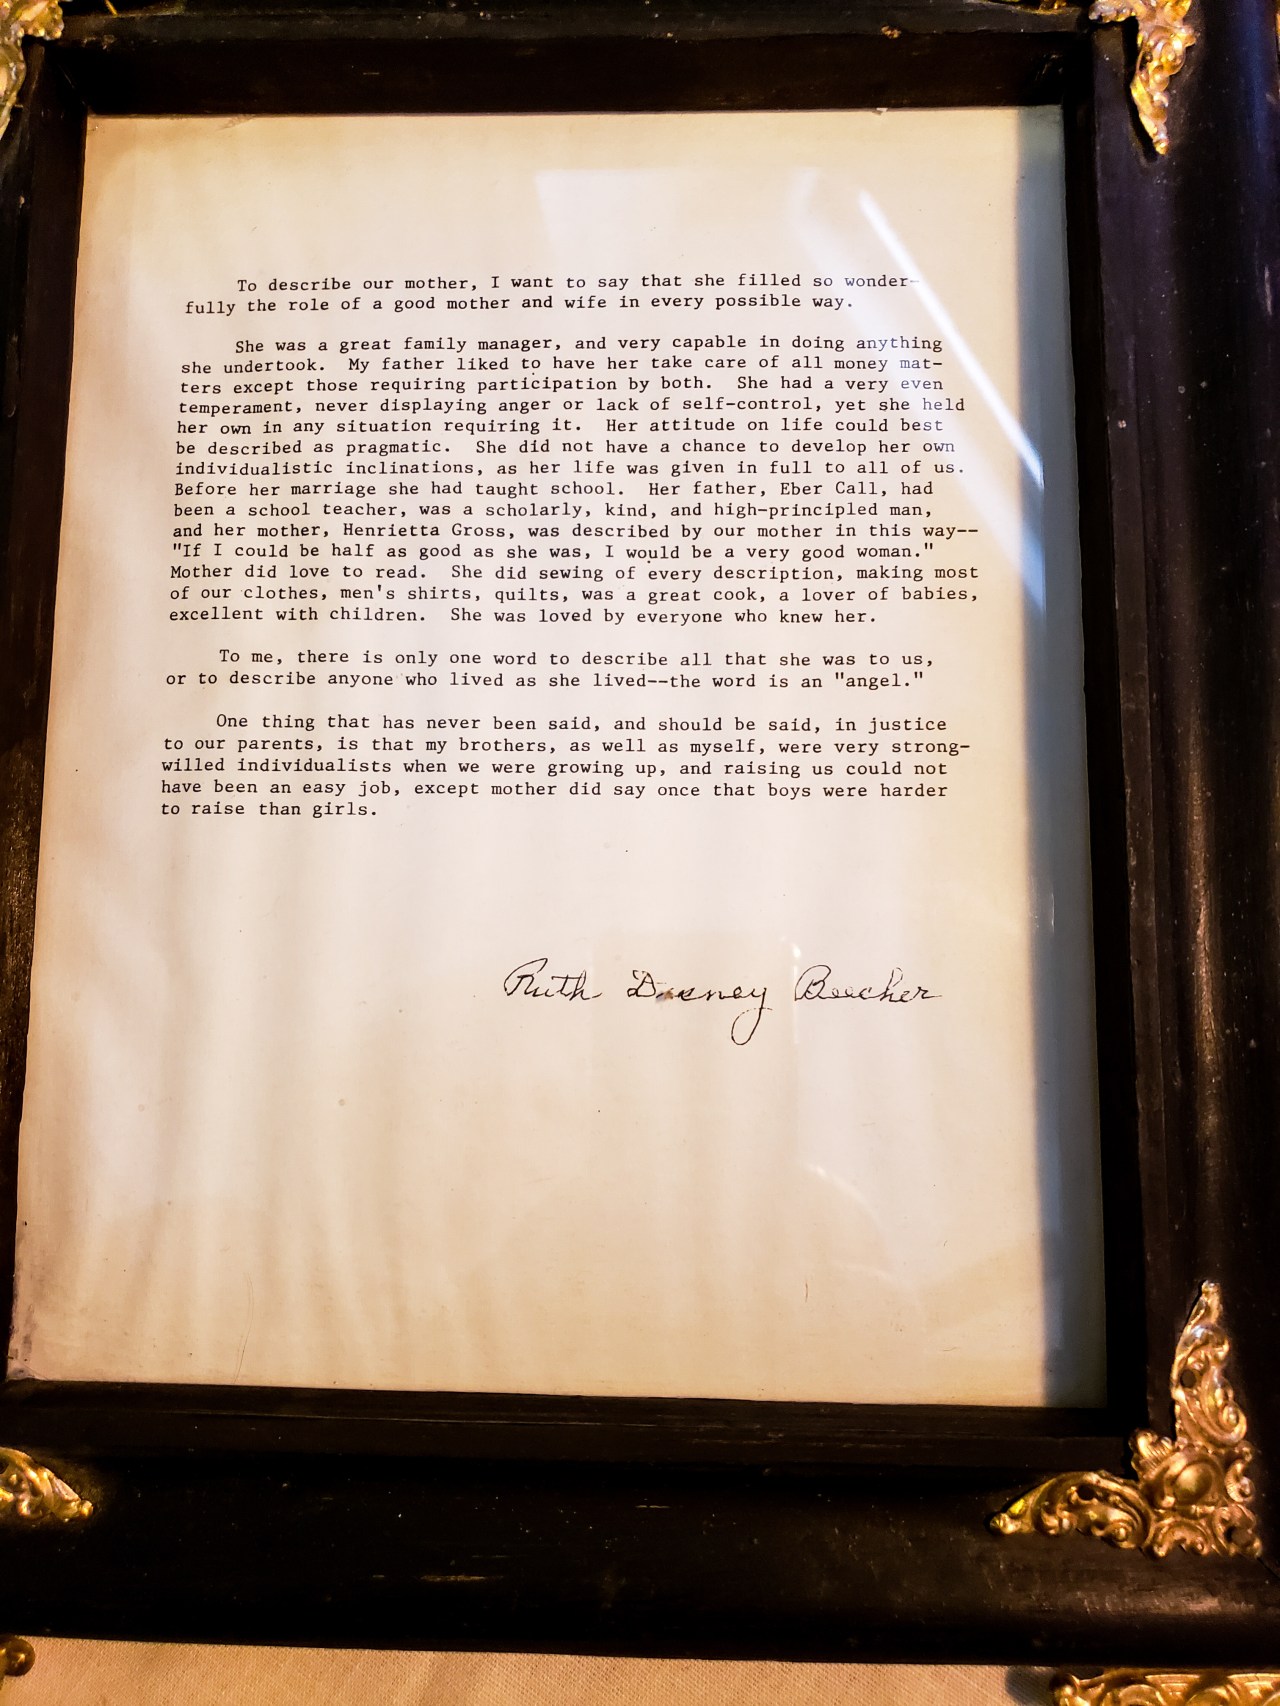 To describe our mother, I want to say that she filled so wonder-
fully the role of a good mother and wife in every possible way.
She was a great family manager, and very capable in doing anything
she undertook. My father liked to have her take care of all money mat-
ters except those requiring participation by both. She had a very even
temperament, never displaying anger or lack of self-control, yet she held
her own in any situation requiring it. Her attitude on life could best
be described as pragmatic. She did not have a chance to develop her own
individualistic inclinations, as her life was given in full to all of us.
Before her marriage she had taught school. Her father, Eber Call, had
been a school teacher, was a scholarly, kind, and high-principled man,
and her mother, Henrietta Gross, was described by our mother in this way--
"If I could be half as good as she was, I would be a very good woman."
Mother did love to read. She did sewing of every description, making most
of our clothes, men's shirts, quilts, was a great cook, a lover of babies,
excellent with children. She was loved by everyone who knew her.
To me, there is only one word to describe all that she was to us,
or to describe anyone who lived as she lived--the word is an "angel."
One thing that has never been said, and should be said, in justice
to our parents, is that my brothers, as well as myself, were very strong-
willed individualists when we were growing up, and raising us could not
have been an easy job, except mother did say once that boys were harder
to raise than girls.
Ruth Disney Beecher